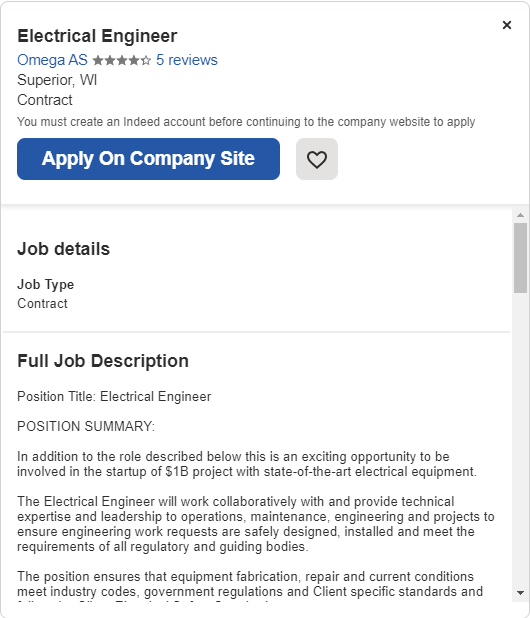 Electrical Engineer
Omega AS 5 reviews
Superior, WI
Contract
You must create an Indeed account before continuing to the company website to apply
Apply On Company Site
Job details
Job Type
Contract
Full Job Description
Position Title: Electrical Engineer
POSITION SUMMARY:
In addition to the role described below this is an exciting opportunity to be
involved in the startup of $1B project with state-of-the-art electrical equipment.
The Electrical Engineer will work collaboratively with and provide technical
expertise and leadership to operations, maintenance, engineering and projects to
ensure engineering work requests are safely designed, installed and meet the
requirements of all regulatory and guiding bodies.
The position ensures that equipment fabrication, repair and current conditions
meet industry codes, government regulations and Client specific standards and